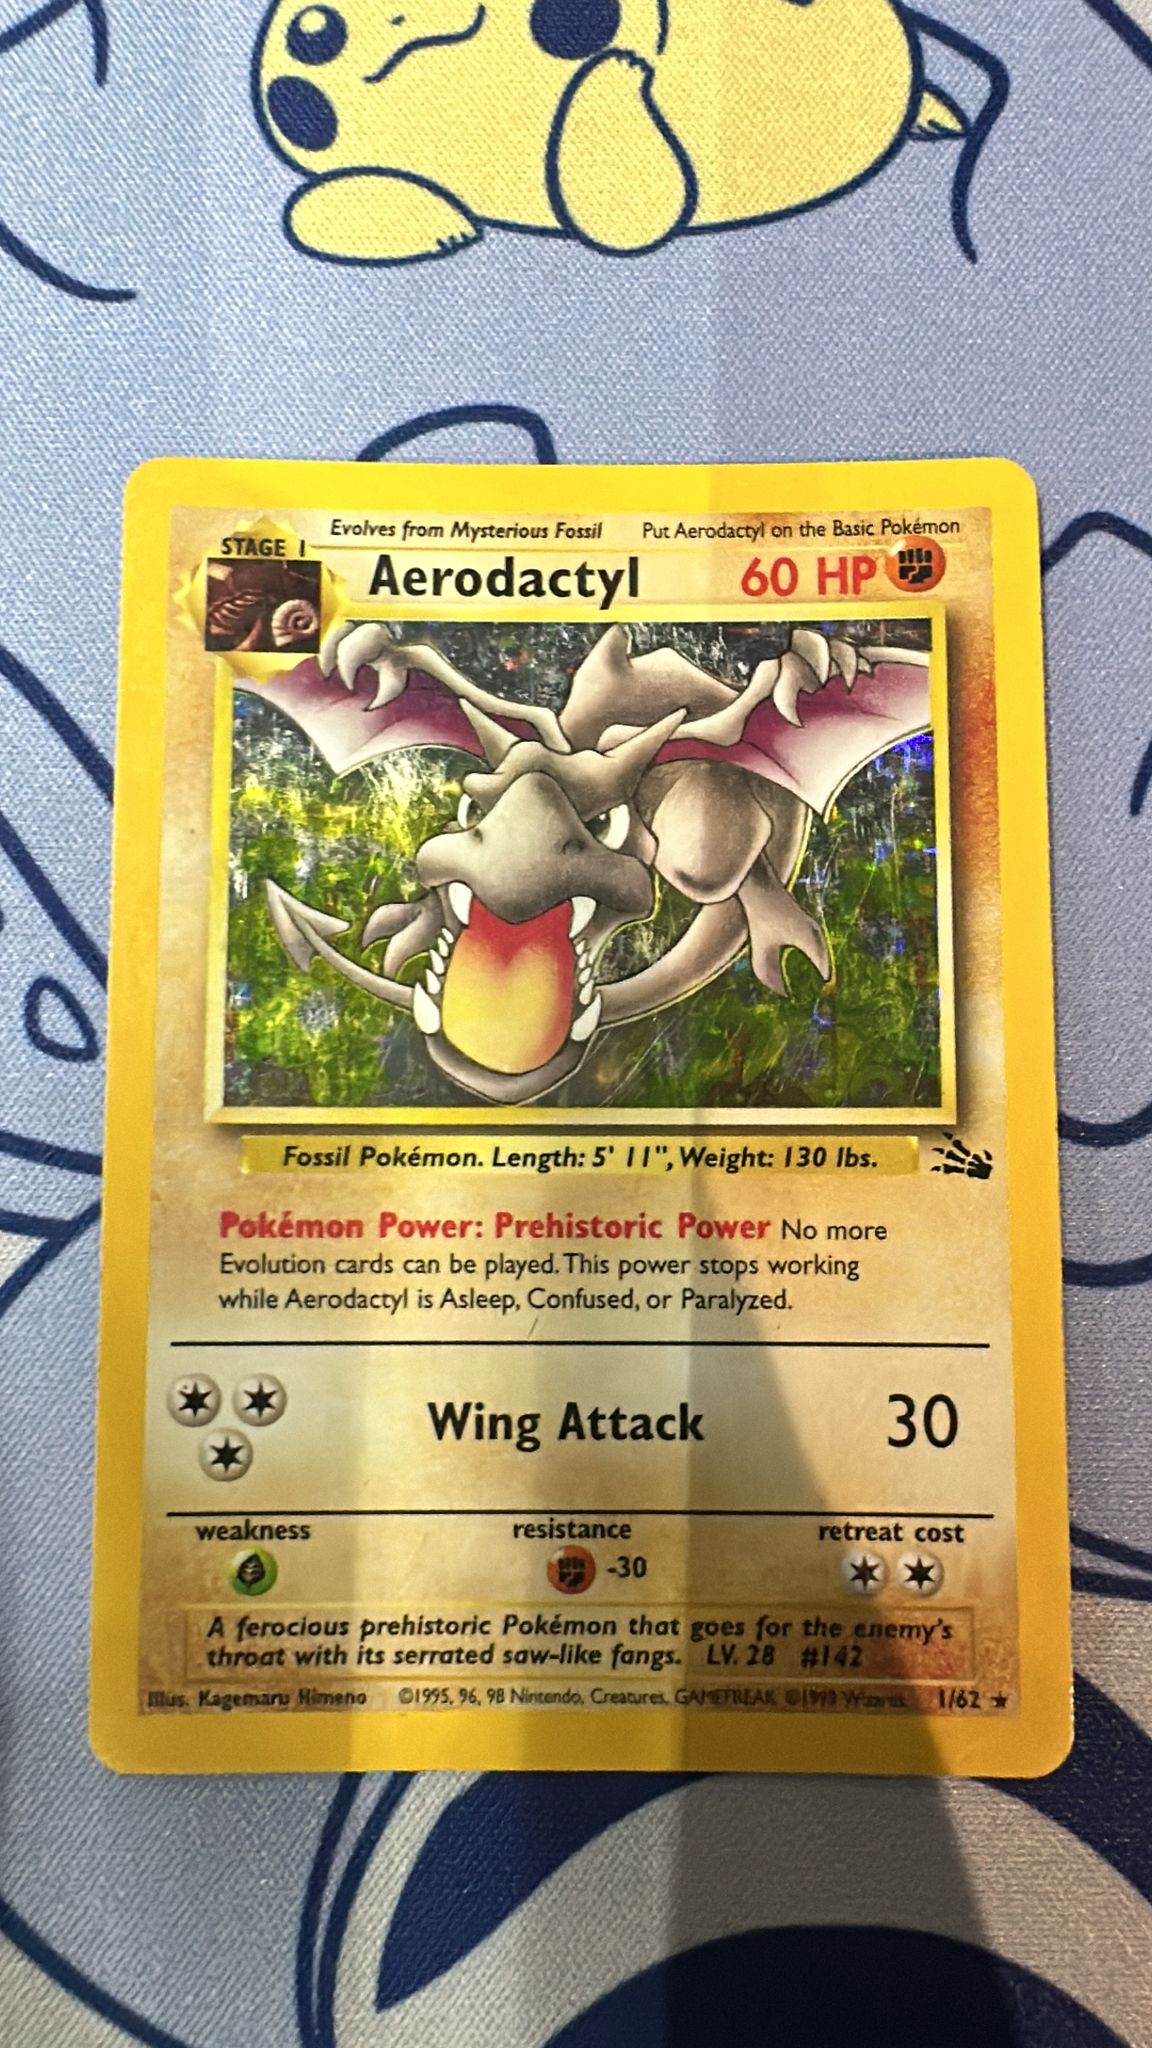 Evolves from Mysterious Fossil Put Aerodactyl on the Basic Pokémon
STAGE 1
Aerodactyl 60 HP
Fossil Pokémon. Length: 5' 11", Weight: 130 lbs.
Pokémon Power: Prehistoric Power No more
Evolution cards can be played. This power stops working
while Aerodactyl is Asleep, Confused, or Paralyzed.
Wing Attack 30
weakness resistance retreat cost
-30
A ferocious prehistoric Pokémon that goes for the enemy's
throat with its serrated saw-like fangs. LV. 28 #142
Illus. Kagemaru Himeno ©1995, 96, 98 Nintendo, Creatures, GAMEFREAK. ©1999 Wizards. 1/62